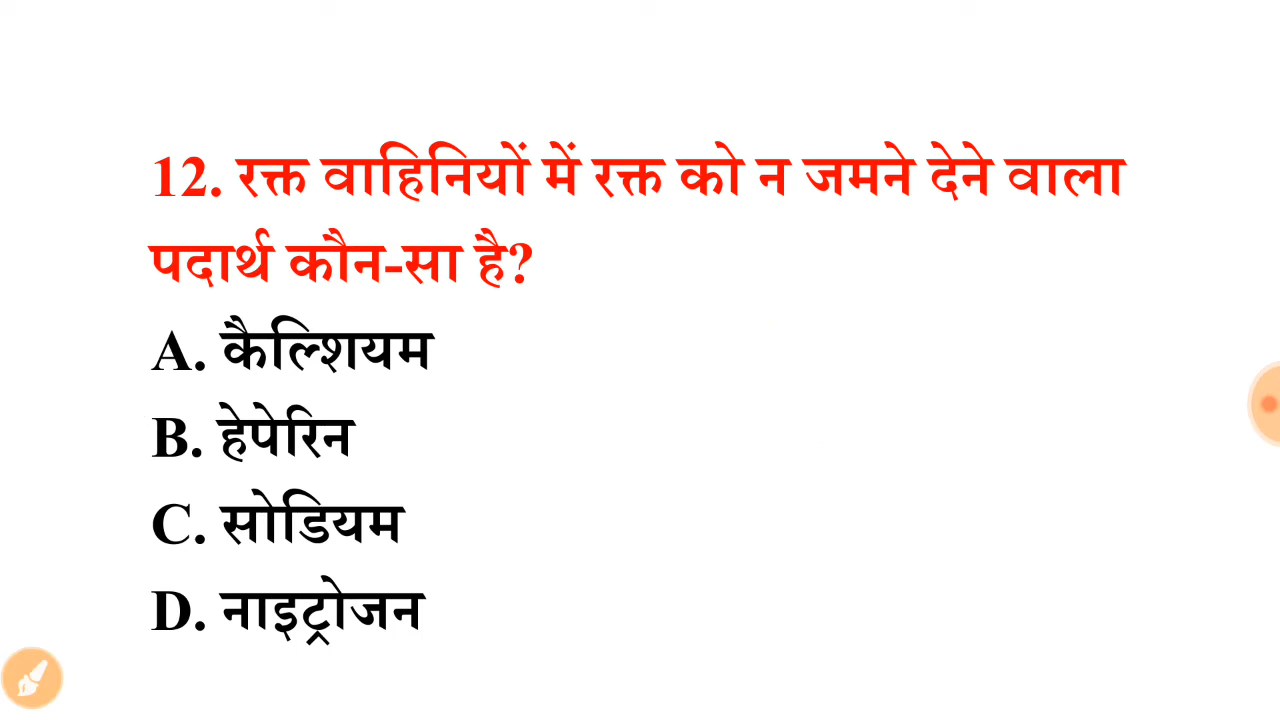 12. रक्त वाहिनियों में रक्त को न जमने देने वाला
पदार्थ कौन-सा है?
A. कैल्शियम
B. हेपेरिन
C. सोडियम
D. नाइट्रोजन